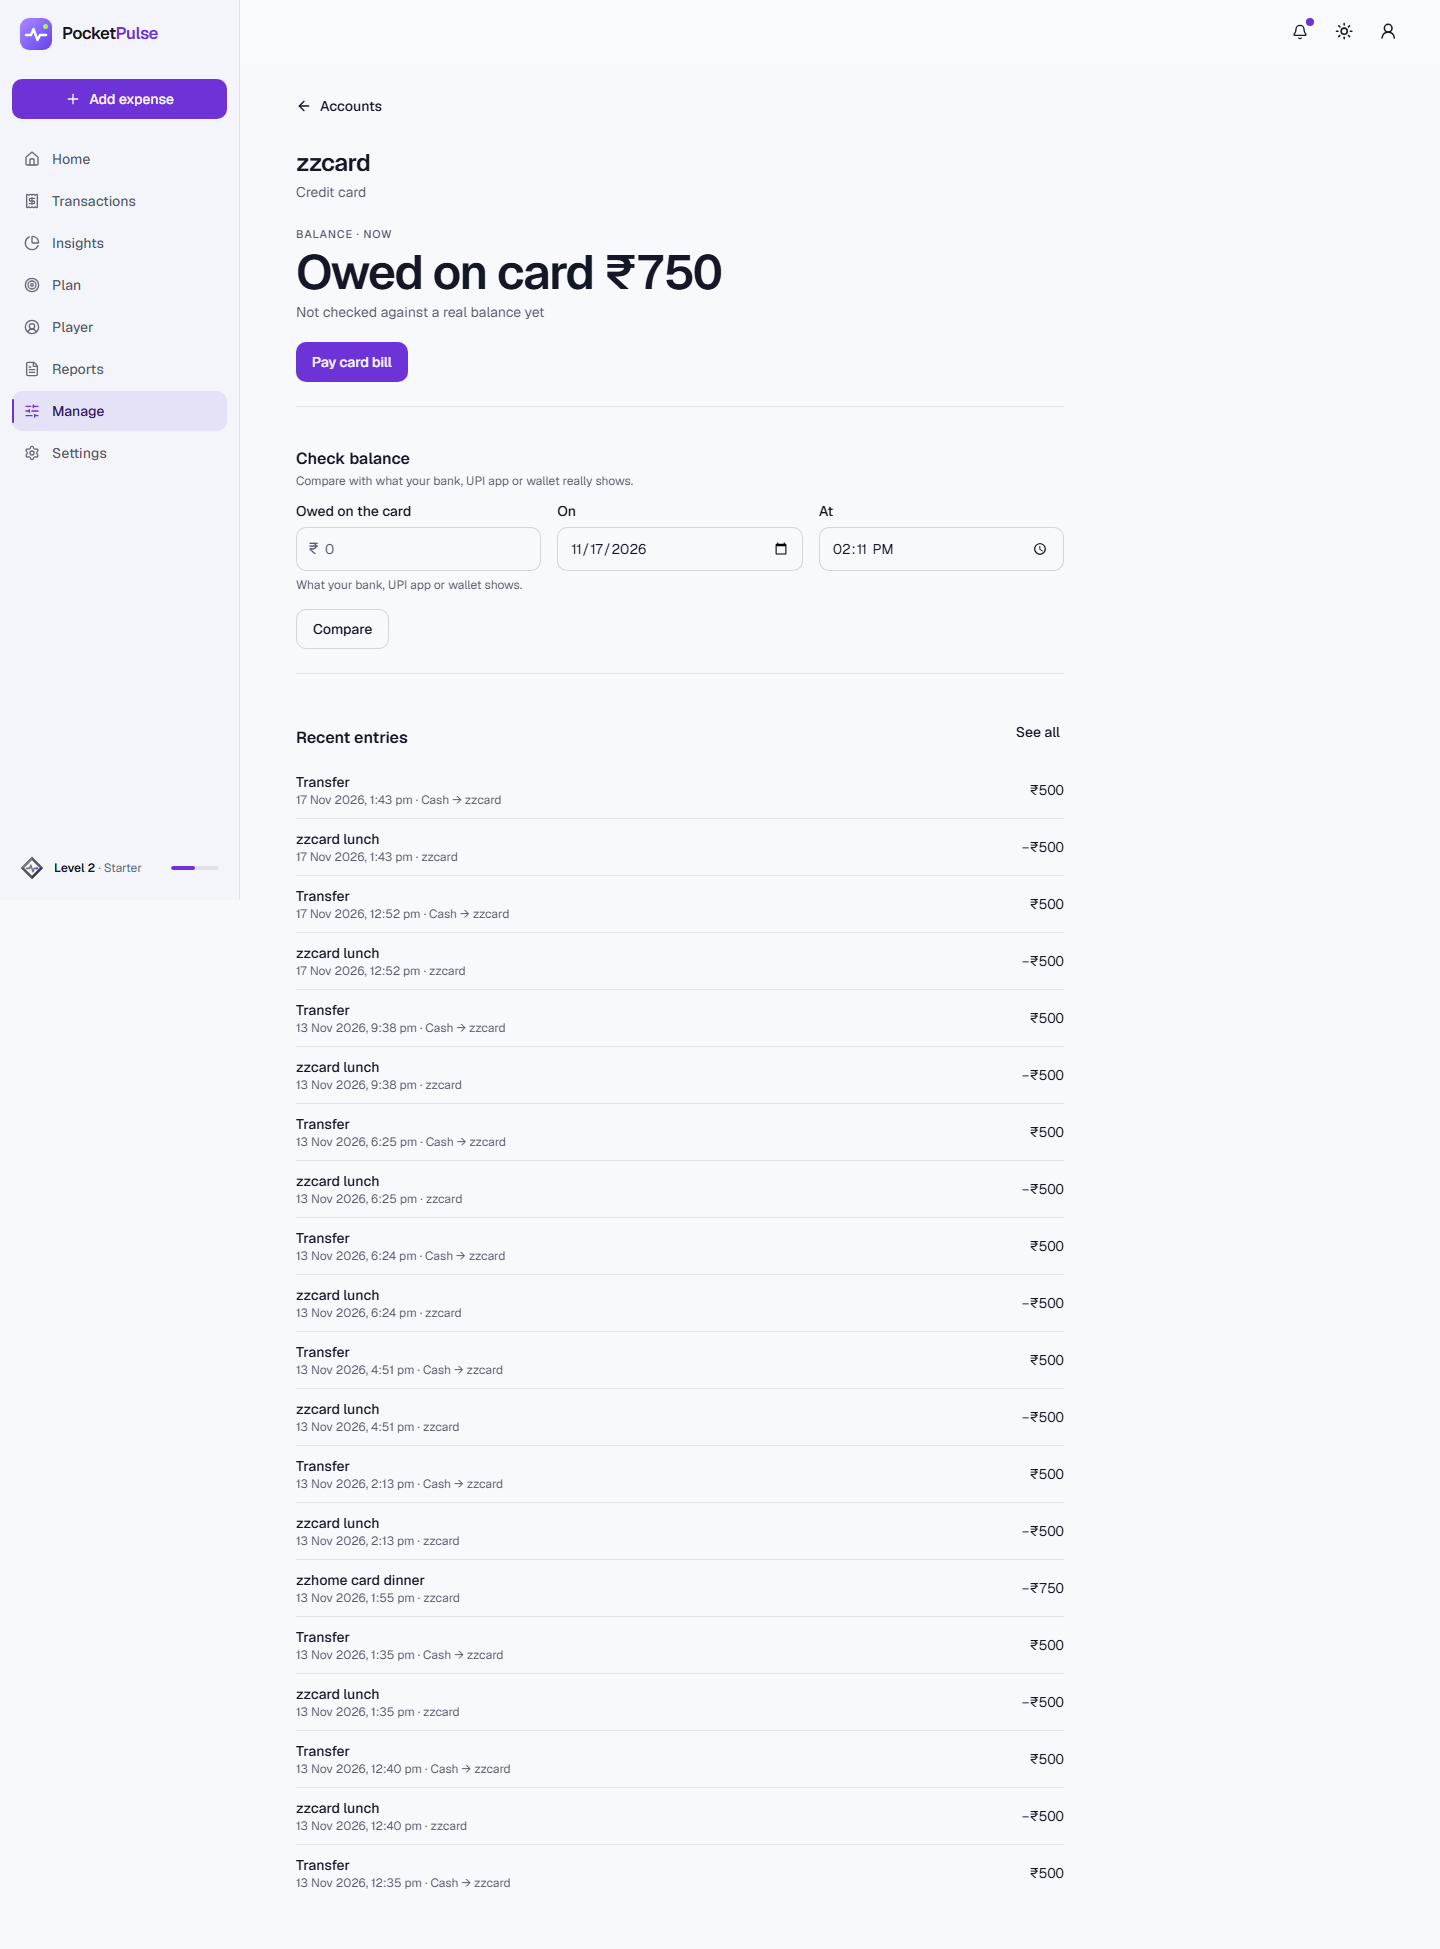 PocketPulse
Add expense
Home
Transactions
Insights
Plan
Player
Reports
Manage
Settings
Level 2 · Starter
Accounts
zzcard
Credit card
BALANCE · NOW
Owed on card ₹750
Not checked against a real balance yet
Pay card bill
Check balance
Compare with what your bank, UPI app or wallet really shows.
Owed on the card
On
At
₹ 0
11/17/2026
02:11 PM
What your bank, UPI app or wallet shows.
Compare
Recent entries
See all
Transfer
17 Nov 2026, 1:43 pm · Cash → zzcard
₹500
zzcard lunch
17 Nov 2026, 1:43 pm · zzcard
−₹500
Transfer
17 Nov 2026, 12:52 pm · Cash → zzcard
₹500
zzcard lunch
17 Nov 2026, 12:52 pm · zzcard
−₹500
Transfer
13 Nov 2026, 9:38 pm · Cash → zzcard
₹500
zzcard lunch
13 Nov 2026, 9:38 pm · zzcard
−₹500
Transfer
13 Nov 2026, 6:25 pm · Cash → zzcard
₹500
zzcard lunch
13 Nov 2026, 6:25 pm · zzcard
−₹500
Transfer
13 Nov 2026, 6:24 pm · Cash → zzcard
₹500
zzcard lunch
13 Nov 2026, 6:24 pm · zzcard
−₹500
Transfer
13 Nov 2026, 4:51 pm · Cash → zzcard
₹500
zzcard lunch
13 Nov 2026, 4:51 pm · zzcard
−₹500
Transfer
13 Nov 2026, 2:13 pm · Cash → zzcard
₹500
zzcard lunch
13 Nov 2026, 2:13 pm · zzcard
−₹500
zzhome card dinner
13 Nov 2026, 1:55 pm · zzcard
−₹750
Transfer
13 Nov 2026, 1:35 pm · Cash → zzcard
₹500
zzcard lunch
13 Nov 2026, 1:35 pm · zzcard
−₹500
Transfer
13 Nov 2026, 12:40 pm · Cash → zzcard
₹500
zzcard lunch
13 Nov 2026, 12:40 pm · zzcard
−₹500
Transfer
13 Nov 2026, 12:35 pm · Cash → zzcard
₹500